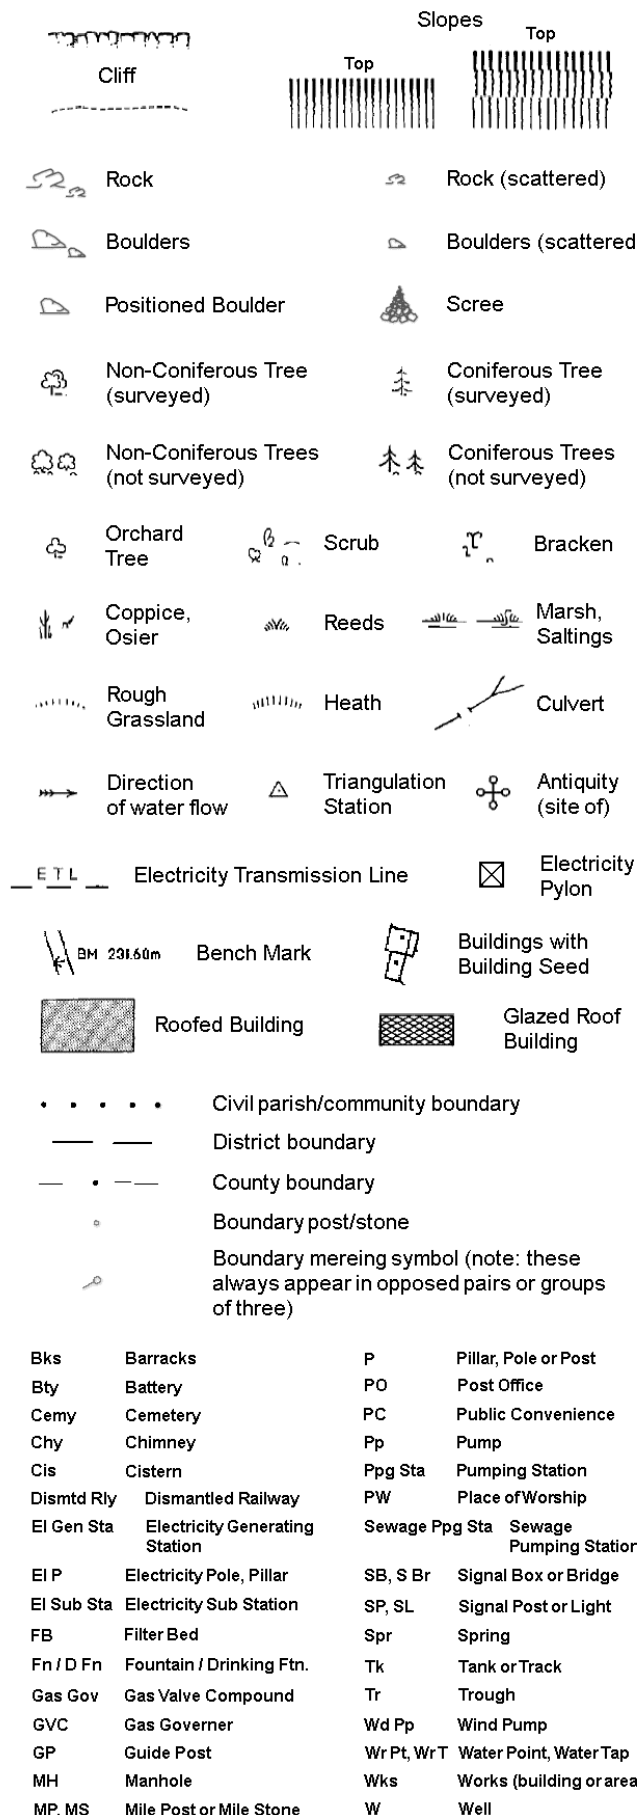 Slopes
Top
Top
Cliff
Rock
Rock (scattered)
Boulders
Boulders (scattered
Positioned Boulder
Scree
Non-Coniferous Tree
(surveyed)
Coniferous Tree
(surveyed)
Non-Coniferous Trees
(not surveyed)
Coniferous Trees
(not surveyed)
Orchard
Tree
Scrub
Bracken
Coppice,
Osier
Reeds
Marsh,
Saltings
Rough
Grassland
Heath
Culvert
Direction
of water flow
Triangulation
Station
Antiquity
(site of)
E T L
Electricity Transmission Line
Electricity
Pylon
BM 231.60m
Bench Mark
Buildings with
Building Seed
Roofed Building
Glazed Roof
Building
Civil parish/community boundary
District boundary
County boundary
Boundary post/stone
Boundary mereing symbol (note: these
always appear in opposed pairs or groups
of three)
Bks Barracks
P Pillar, Pole or Post
Bty Battery
PO Post Office
Cemy Cemetery
PC Public Convenience
Chy Chimney
Pp Pump
Cis Cistern
Ppg Sta Pumping Station
Dismtd Rly Dismantled Railway
PW Place of Worship
El Gen Sta Electricity Generating
Station
Sewage Ppg Sta Sewage
Pumping Station
El P Electricity Pole, Pillar
SB, S Br Signal Box or Bridge
El Sub Sta Electricity Sub Station
SP, SL Signal Post or Light
FB Filter Bed
Spr Spring
Fn / D Fn Fountain / Drinking Ftn.
Tk Tank or Track
Gas Gov Gas Valve Compound
Tr Trough
GVC Gas Governer
Wd Pp Wind Pump
GP Guide Post
Wr Pt, Wr T Water Point, Water Tap
MH Manhole
Wks Works (building or area
MP, MS Mile Post or Mile Stone
W Well